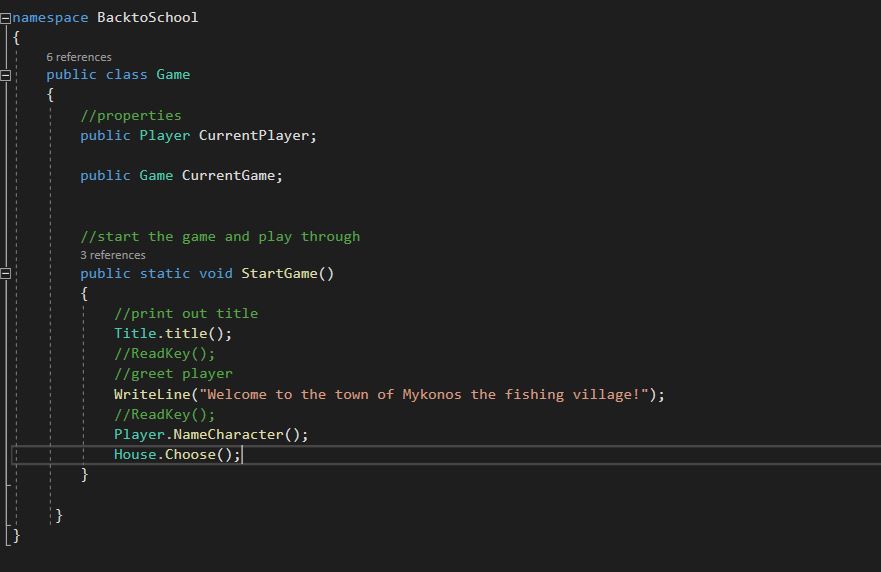 namespace BacktoSchool
{
6 references
public class Game
{
//properties
public Player CurrentPlayer;
public Game CurrentGame;
//start the game and play through
3 references
public static void StartGame()
{
//print out title
Title.title();
//ReadKey();
//greet player
WriteLine("Welcome to the town of Mykonos the fishing village!");
//ReadKey();
Player.NameCharacter();
House.Choose();
}
}
}